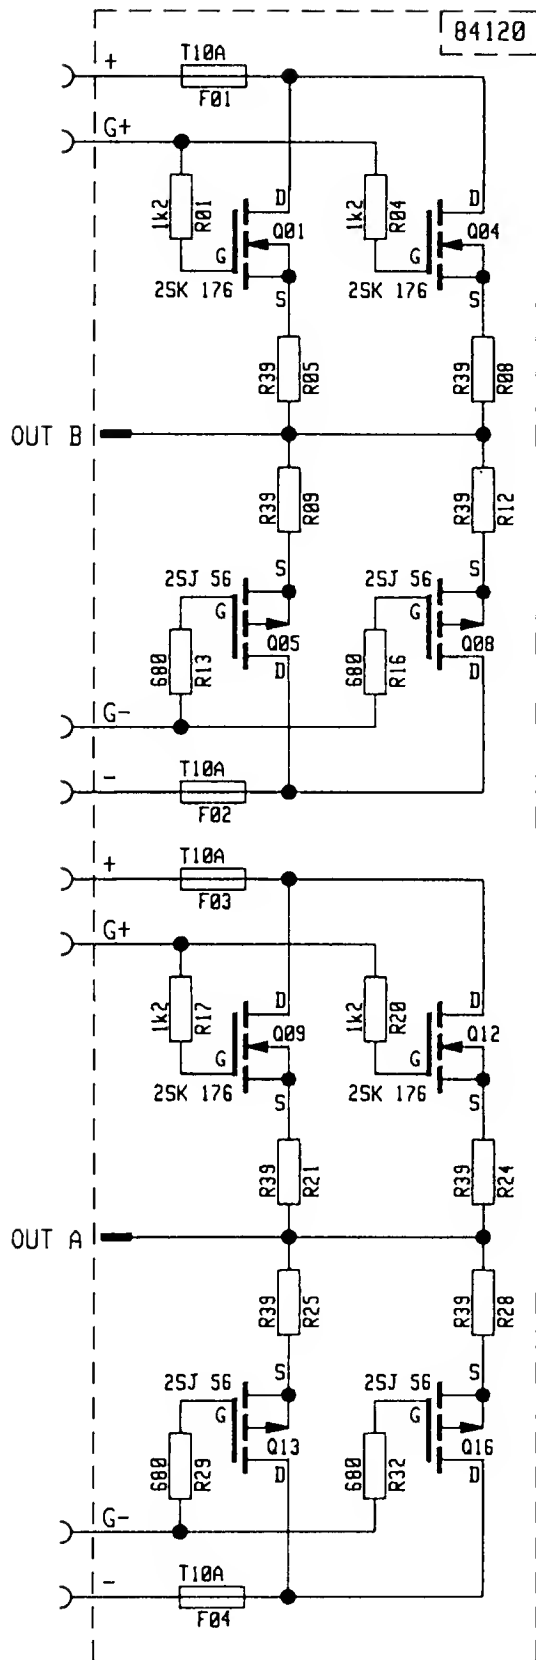 84120
+ T10A
F01
G+
1k2 R01 D Q01 G 1k2 R04 D Q04 G
2SK 176 S 2SK 176 S
R39 R05 R39 R08
OUT B
R39 R09 R39 R12
2SJ 56 S 2SJ 56 S
G Q05 G Q08
680 R13 D 680 R16 D
G-
- T10A
F02
+ T10A
F03
G+
1k2 R17 D Q09 G 1k2 R20 D Q12 G
2SK 176 S 2SK 176 S
R39 R21 R39 R24
OUT A
R39 R25 R39 R28
2SJ 56 S 2SJ 56 S
G Q13 G Q16
680 R29 D 680 R32 D
G-
- T10A
F04